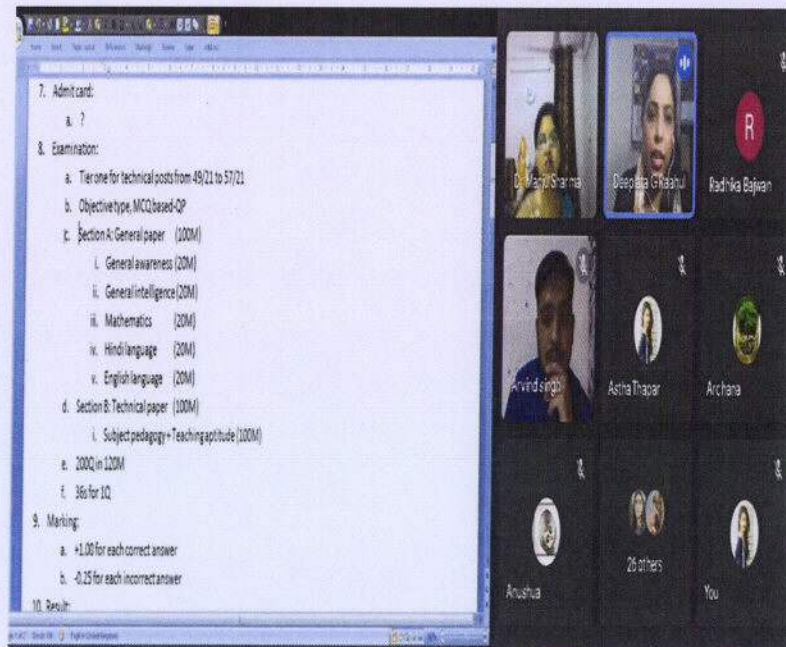 7. Admit card:
a. ?
8. Examination:
a. Tier one for technical posts from 49/21 to 57/21
b. Objective type, MCQ based-QP
c. Section A: General paper (100M)
i. General awareness (20M)
ii. General intelligence (20M)
iii. Mathematics (20M)
iv. Hindi language (20M)
v. English language (20M)
d. Section B: Technical paper (100M)
i. Subject pedagogy + Teaching aptitude (100M)
e. 200Q in 120M
f. 36s for 1Q
9. Marking:
a. +1.00 for each correct answer
b. -0.25 for each incorrect answer
10. Result:
Dr Manju Sharma
Deeplata G Raahul
R
Radhika Bajwan
Arvind singh
Astha Thapar
Archana
Anushua
26 others
You